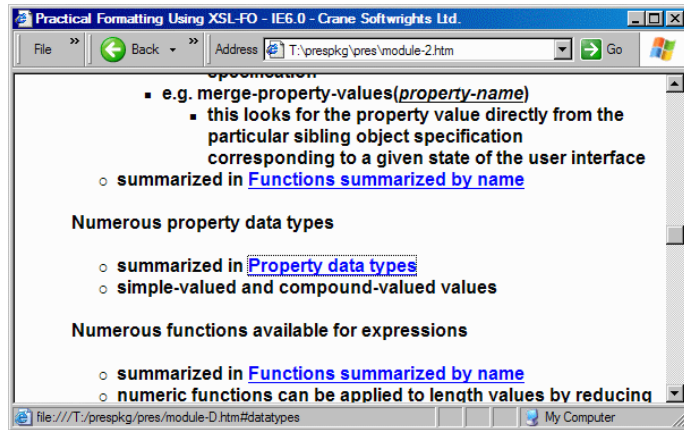 Practical Formatting Using XSL-FO - IE6.0 - Crane Softwrights Ltd.
File » Back » Address T:\prespkg\pres\module-2.htm Go
specification
e.g. merge-property-values(property-name)
this looks for the property value directly from the
particular sibling object specification
corresponding to a given state of the user interface
summarized in Functions summarized by name
Numerous property data types
summarized in Property data types
simple-valued and compound-valued values
Numerous functions available for expressions
summarized in Functions summarized by name
numeric functions can be applied to length values by reducing
file:///T:/prespkg/pres/module-D.htm#datatypes My Computer